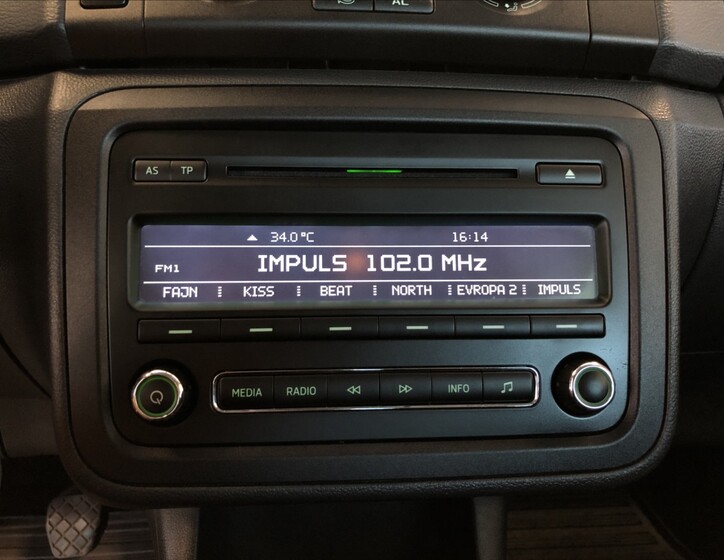 AC
AS TP
34.0°C 16:14
FM1 IMPULS 102.0 MHz
FAJN KISS BEAT NORTH EVROPA 2 IMPULS
MEDIA RADIO INFO